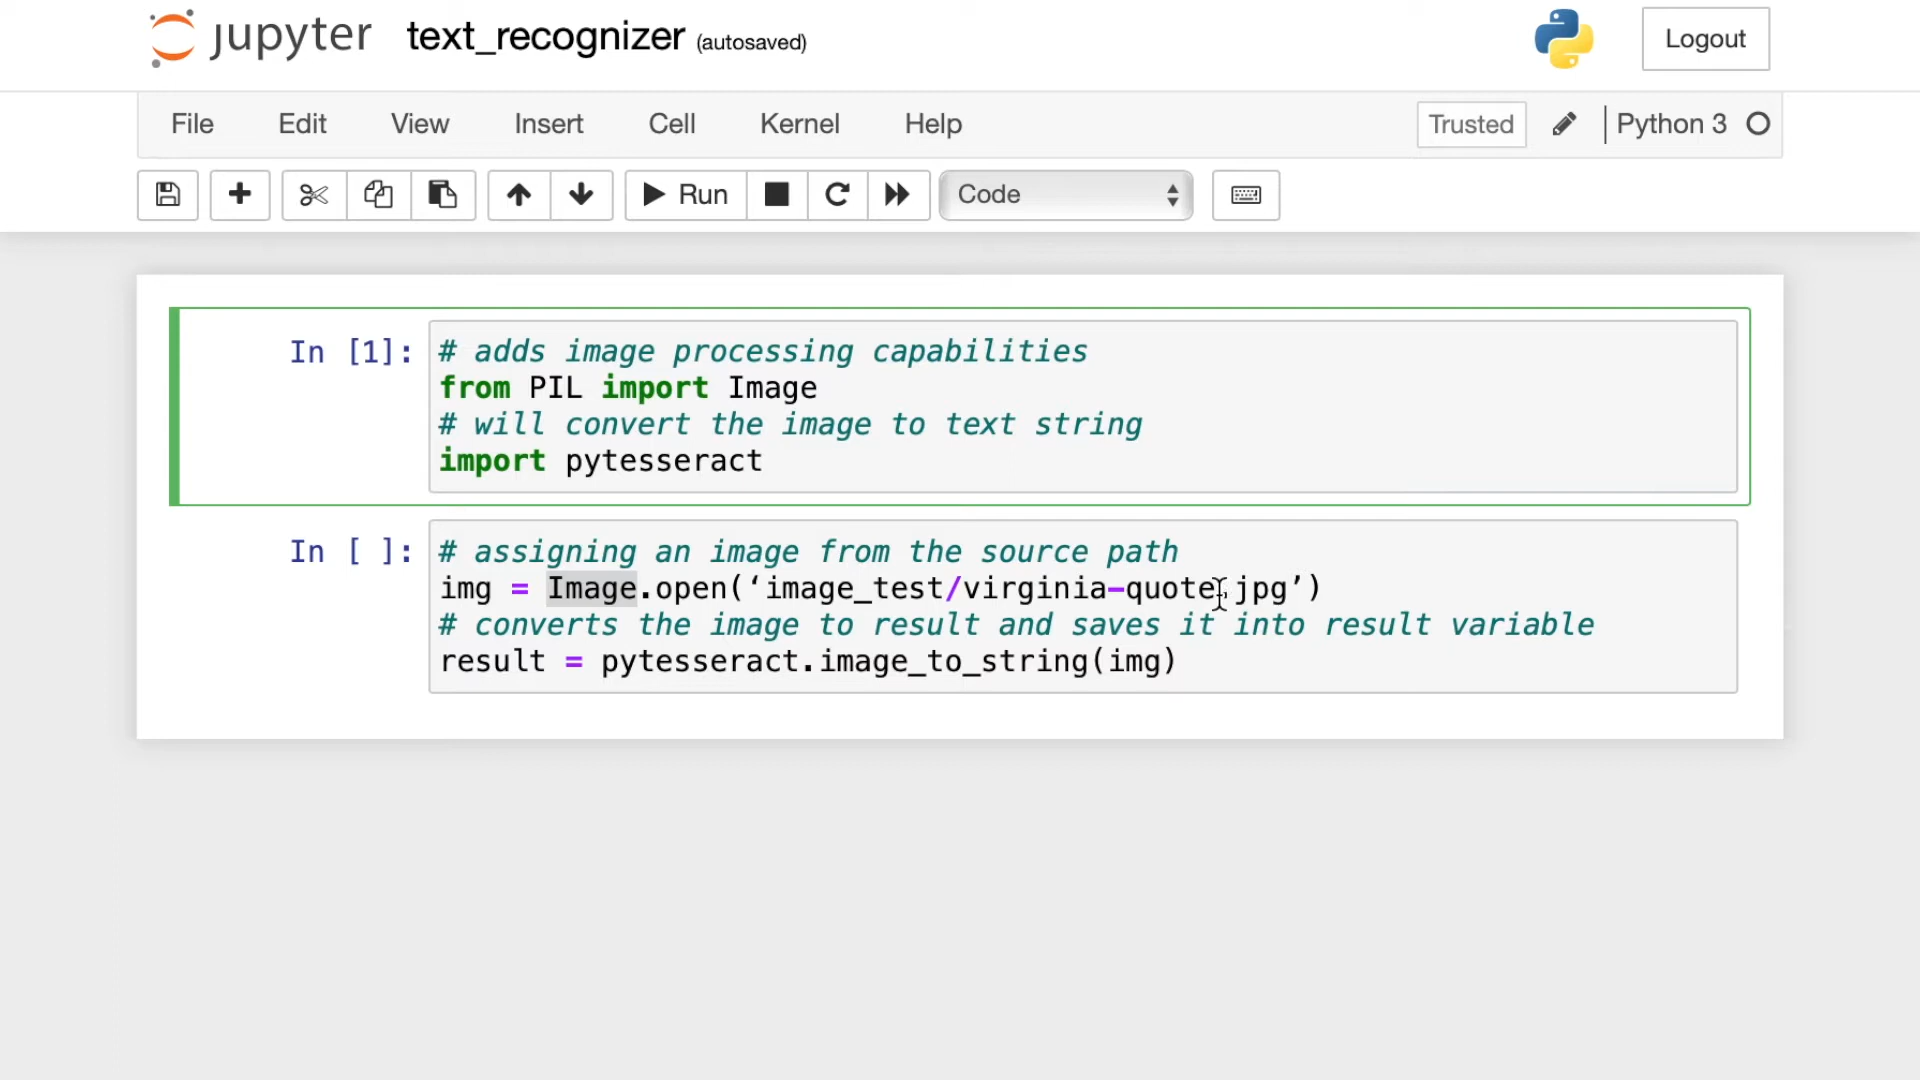 jupyter text_recognizer (autosaved) Logout
File Edit View Insert Cell Kernel Help Trusted Python 3
Run Code
In [1]: # adds image processing capabilities
from PIL import Image
# will convert the image to text string
import pytesseract
In [ ]: # assigning an image from the source path
img = Image.open(‘image_test/virginia-quote.jpg’)
# converts the image to result and saves it into result variable
result = pytesseract.image_to_string(img)